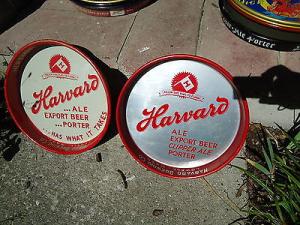 Harvard
...ALE
EXPORT BEER
...PORTER
...HAS WHAT IT TAKES
H
Harvard
ALE
EXPORT BEER
CLIPPER ALE
PORTER
Porter